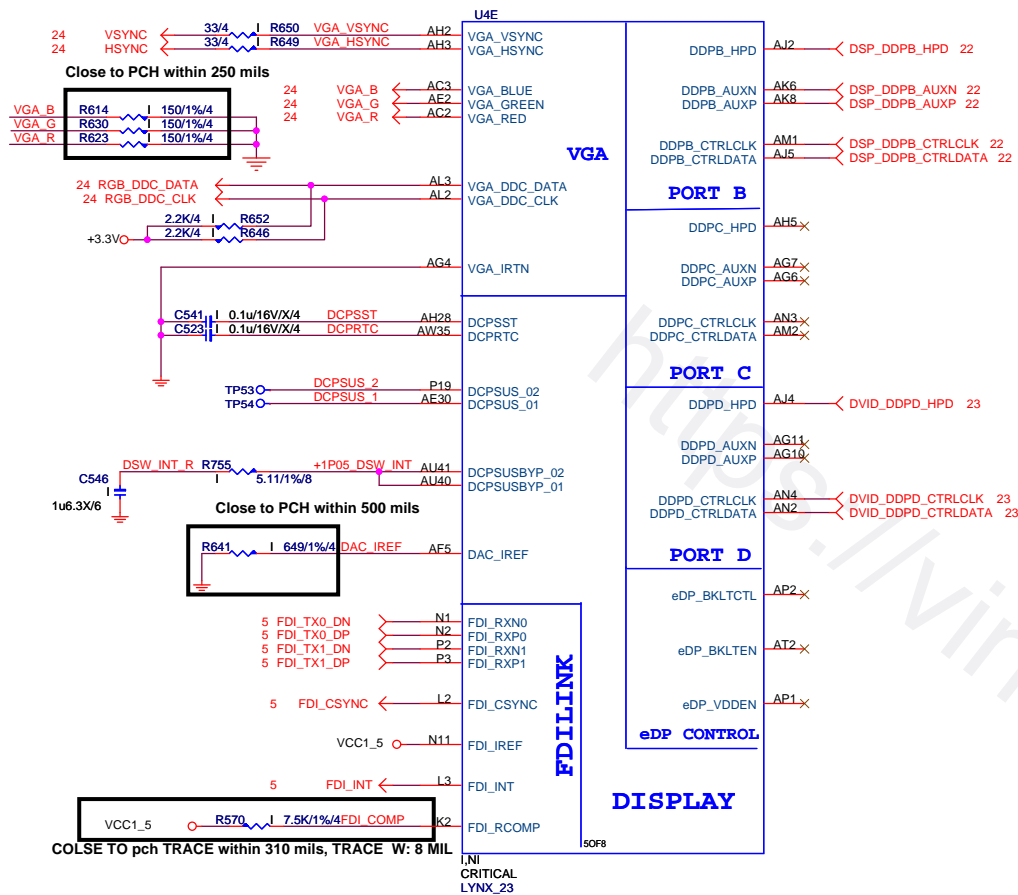 U4E
24 VSYNC 33/4 R650 VGA_VSYNC AH2 VGA_VSYNC
24 HSYNC 33/4 R649 VGA_HSYNC AH3 VGA_HSYNC
DDPB_HPD AJ2 DSP_DDPB_HPD 22
Close to PCH within 250 mils
24 VGA_B AC3 VGA_BLUE
24 VGA_G AE2 VGA_GREEN
24 VGA_R AC2 VGA_RED
DDPB_AUXN AK6 DSP_DDPB_AUXN 22
DDPB_AUXP AK8 DSP_DDPB_AUXP 22
VGA_B R614 I 150/1%/4
VGA_G R630 I 150/1%/4
VGA_R R623 I 150/1%/4
VGA
DDPB_CTRLCLK AM1 DSP_DDPB_CTRLCLK 22
DDPB_CTRLDATA AJ5 DSP_DDPB_CTRLDATA 22
24 RGB_DDC_DATA AL3 VGA_DDC_DATA
24 RGB_DDC_CLK AL2 VGA_DDC_CLK
PORT B
2.2K/4 I R652
+3.3V 2.2K/4 I R646
DDPC_HPD AH5
AG4 VGA_IRTN
DDPC_AUXN AG7
DDPC_AUXP AG6
C541 I 0.1u/16V/X/4 DCPSST AH28 DCPSST
C523 I 0.1u/16V/X/4 DCPRTC AW35 DCPRTC
DDPC_CTRLCLK AN3
DDPC_CTRLDATA AM2
PORT C
TP53 DCPSUS_2 P19 DCPSUS_02
TP54 DCPSUS_1 AE30 DCPSUS_01
DDPD_HPD AJ4 DVID_DDPD_HPD 23
DDPD_AUXN AG11
DDPD_AUXP AG10
DSW_INT_R R755 I 5.11/1%/8 +1P05_DSW_INT AU41 DCPSUSBYP_02
AU40 DCPSUSBYP_01
C546 I 1u6.3X/6
DDPD_CTRLCLK AN4 DVID_DDPD_CTRLCLK 23
DDPD_CTRLDATA AN2 DVID_DDPD_CTRLDATA 23
Close to PCH within 500 mils
R641 I 649/1%/4 DAC_IREF AF5 DAC_IREF
PORT D
eDP_BKLTCTL AP2
5 FDI_TX0_DN N1 FDI_RXN0
5 FDI_TX0_DP N2 FDI_RXP0
5 FDI_TX1_DN P2 FDI_RXN1
5 FDI_TX1_DP P3 FDI_RXP1
eDP_BKLTEN AT2
5 FDI_CSYNC L2 FDI_CSYNC
eDP_VDDEN AP1
FDILINK
eDP CONTROL
VCC1_5 N11 FDI_IREF
5 FDI_INT L3 FDI_INT
DISPLAY
VCC1_5 R570 I 7.5K/1%/4 FDI_COMP K2 FDI_RCOMP
COLSE TO pch TRACE within 310 mils, TRACE W: 8 MIL
5OF8
I,NI
CRITICAL
LYNX_23
https://vin